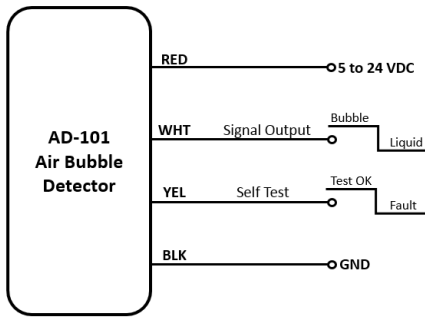 RED
5 to 24 VDC
AD-101
Air Bubble
Detector
WHT
Signal Output
Bubble
Liquid
YEL
Self Test
Test OK
Fault
BLK
GND